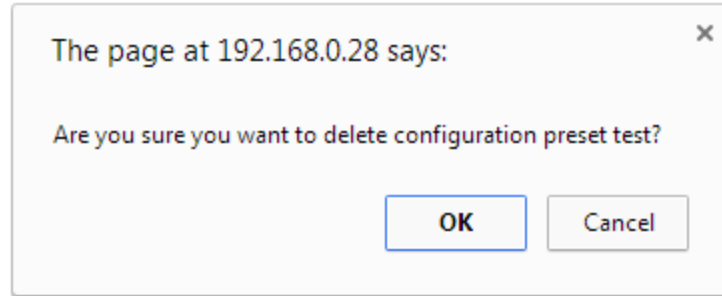 The page at 192.168.0.28 says:
Are you sure you want to delete configuration preset test?
OK
Cancel